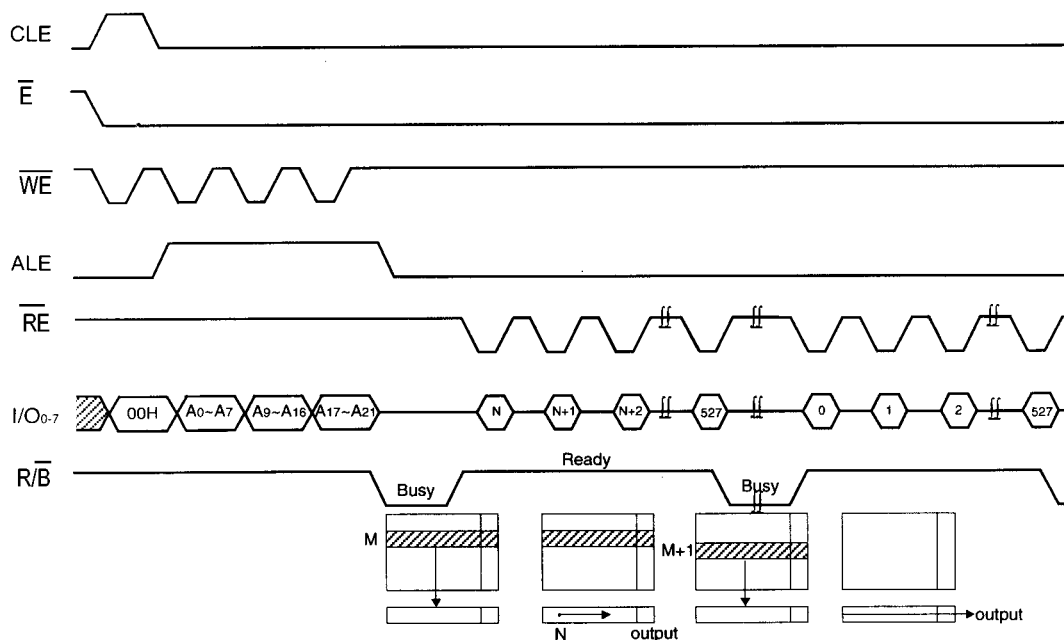 CLE
E
WE
ALE
RE
I/O0-7 00H A0~A7 A9~A16 A17~A21 N N+1 N+2 527 0 1 2 527
R/B Busy Ready Busy
M M+1
N output output